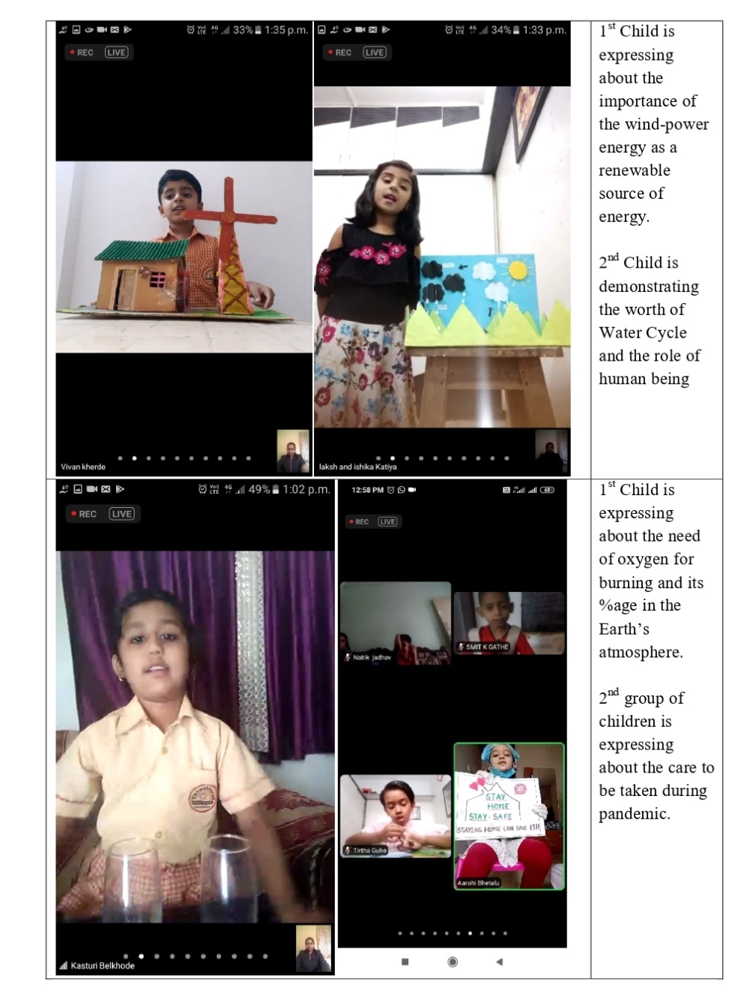 33% 1:35 p.m.
REC LIVE
Vivan kherde
34% 1:33 p.m.
REC LIVE
laksh and ishika Katiya
1st Child is
expressing
about the
importance of
the wind-power
energy as a
renewable
source of
energy.
2nd Child is
demonstrating
the worth of
Water Cycle
and the role of
human being
49% 1:02 p.m.
REC LIVE
Kasturi Belkhode
12:58 PM
REC LIVE
Naitik jadhav
SMIT K GATHE
Tirtha Guhe
STAY
HOME
STAY - SAFE
STAYING HOME CAN SAVE
Aarohi Bhetalu
1st Child is
expressing
about the need
of oxygen for
burning and its
%age in the
Earth's
atmosphere.
2nd group of
children is
expressing
about the care to
be taken during
pandemic.